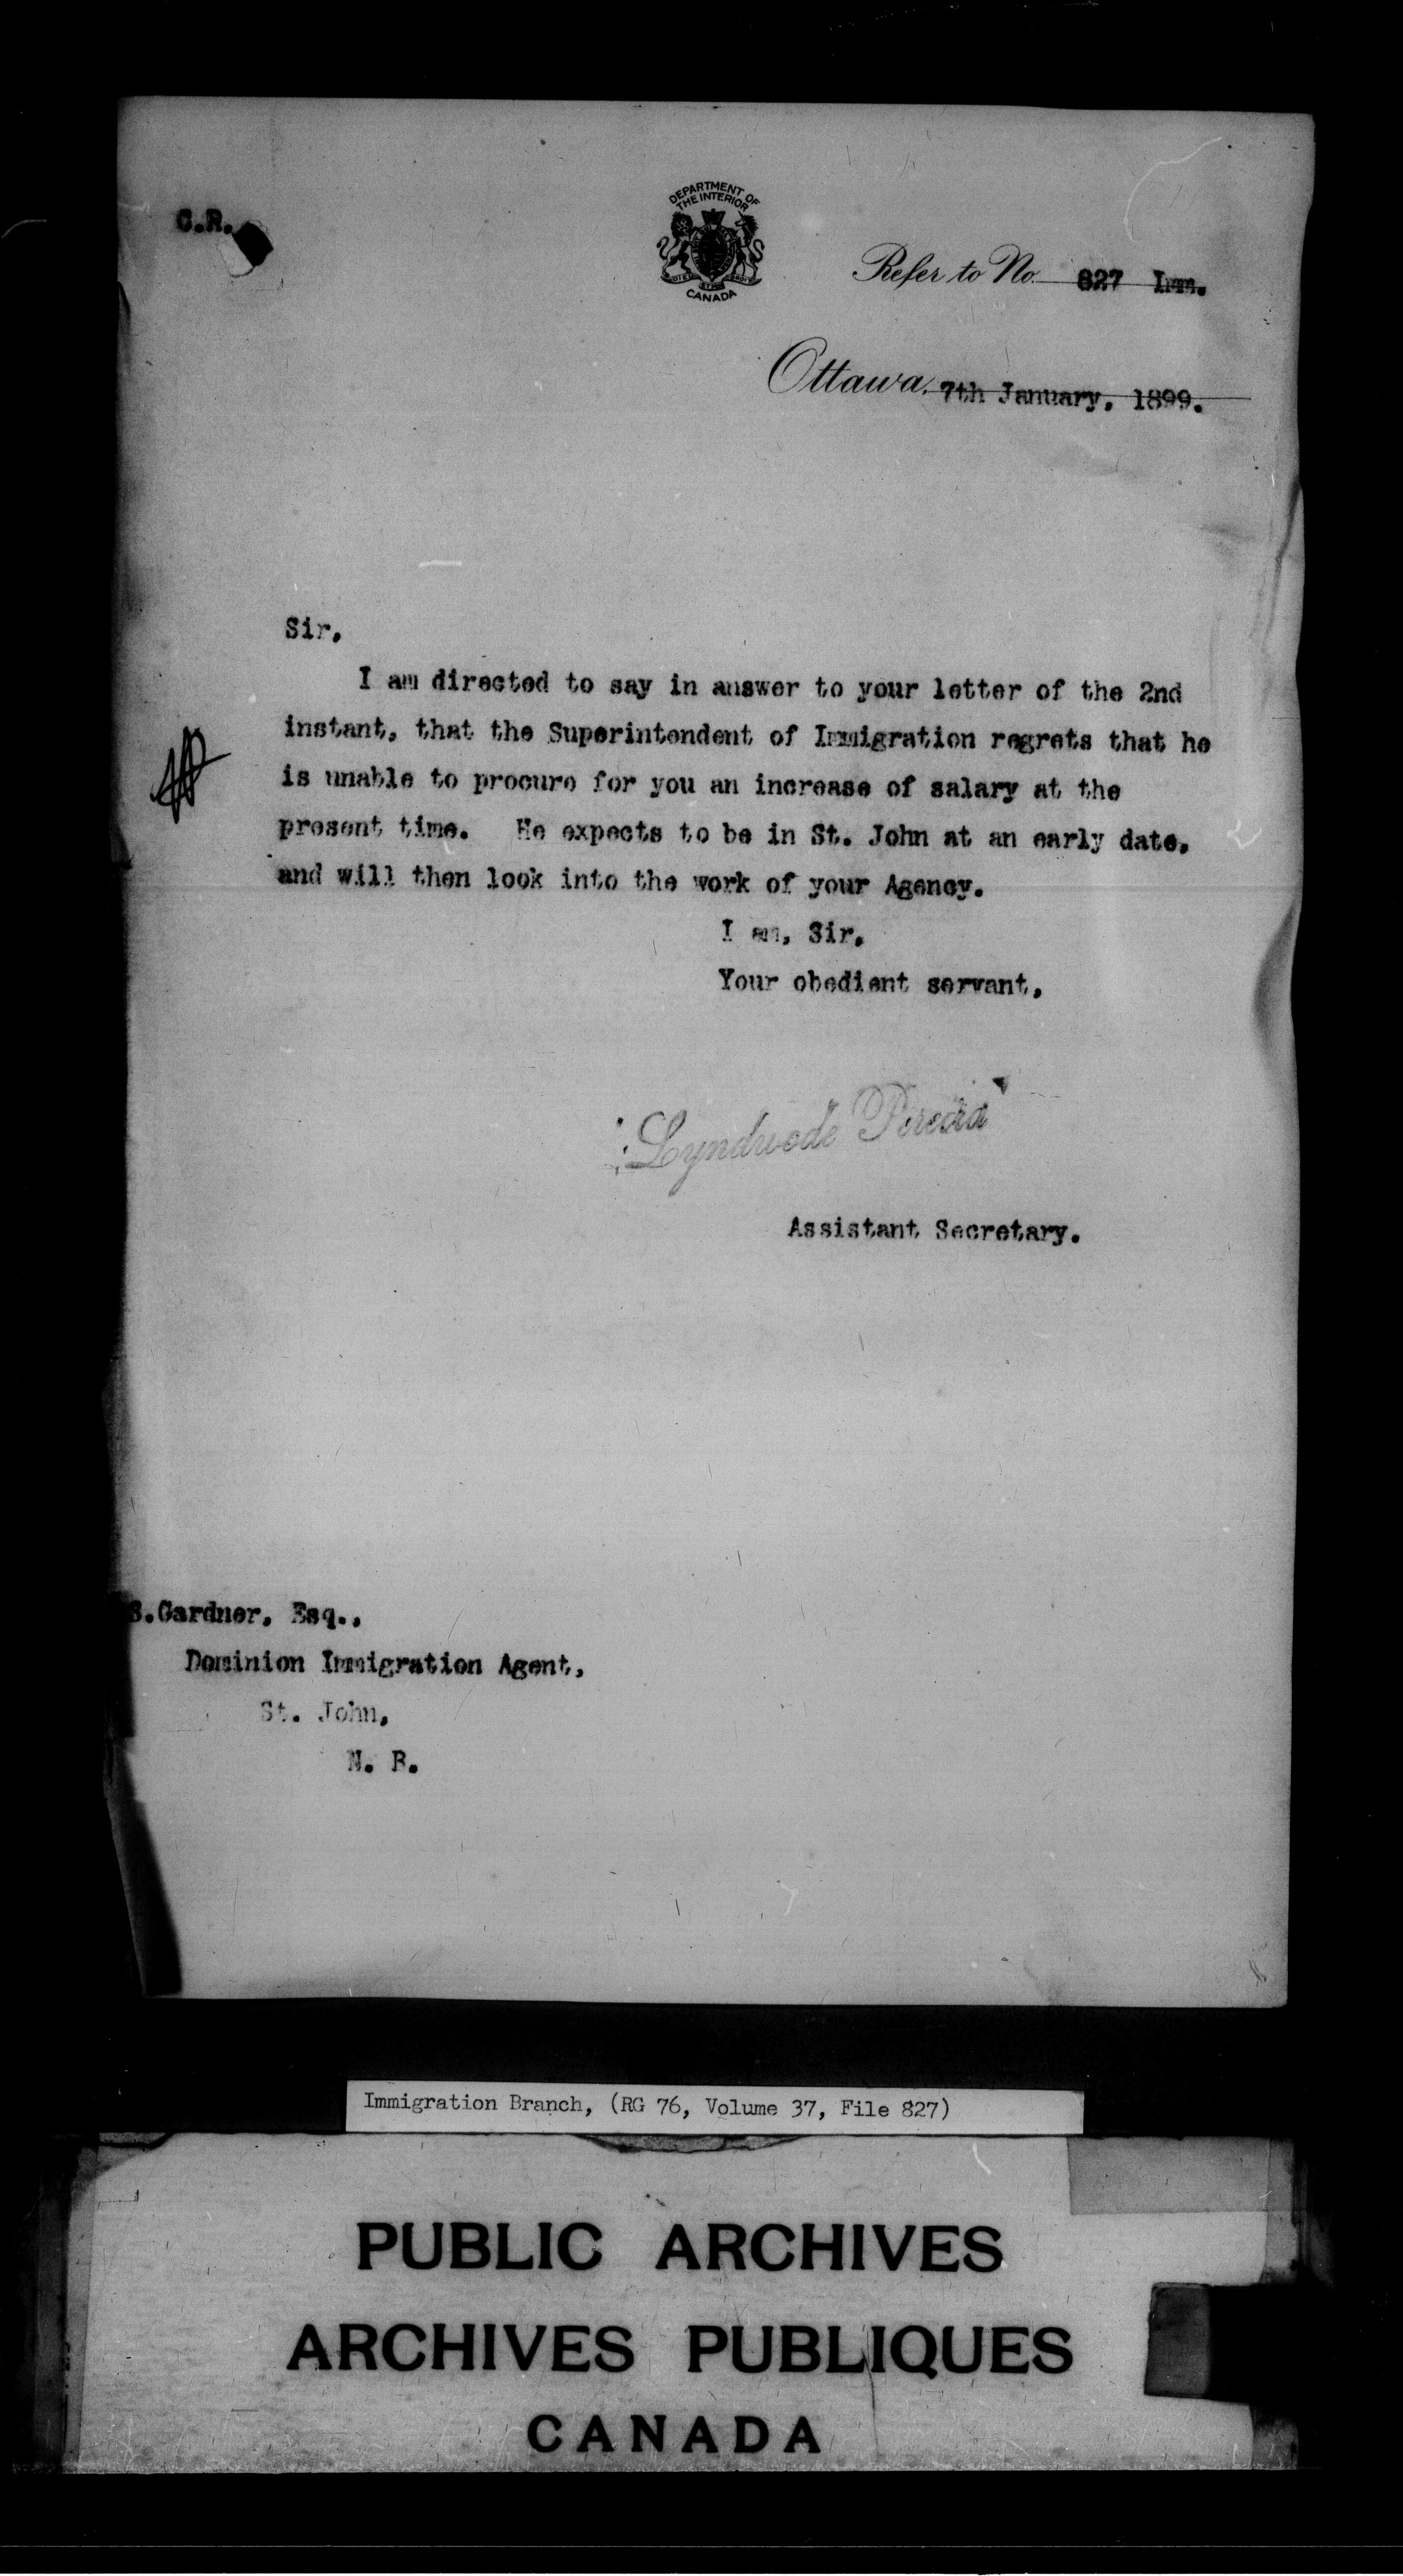 C.R.
DEPARTMENT OF
THE INTERIOR
CANADA
Refer to No. 827 Imm.
Ottawa, 7th January, 1899.
Sir,
I am directed to say in answer to your letter of the 2nd
instant, that the Superintendent of Immigration regrets that he
is unable to procure for you an increase of salary at the
present time. He expects to be in St. John at an early date,
and will then look into the work of your Agency.
I am, Sir,
Your obedient servant,
Lyndwode Pereira
Assistant Secretary.
S.Gardner, Esq.,
Dominion Immigration Agent,
St. John,
N. B.
Immigration Branch, (RG 76, Volume 37, File 827)
PUBLIC ARCHIVES
ARCHIVES PUBLIQUES
CANADA